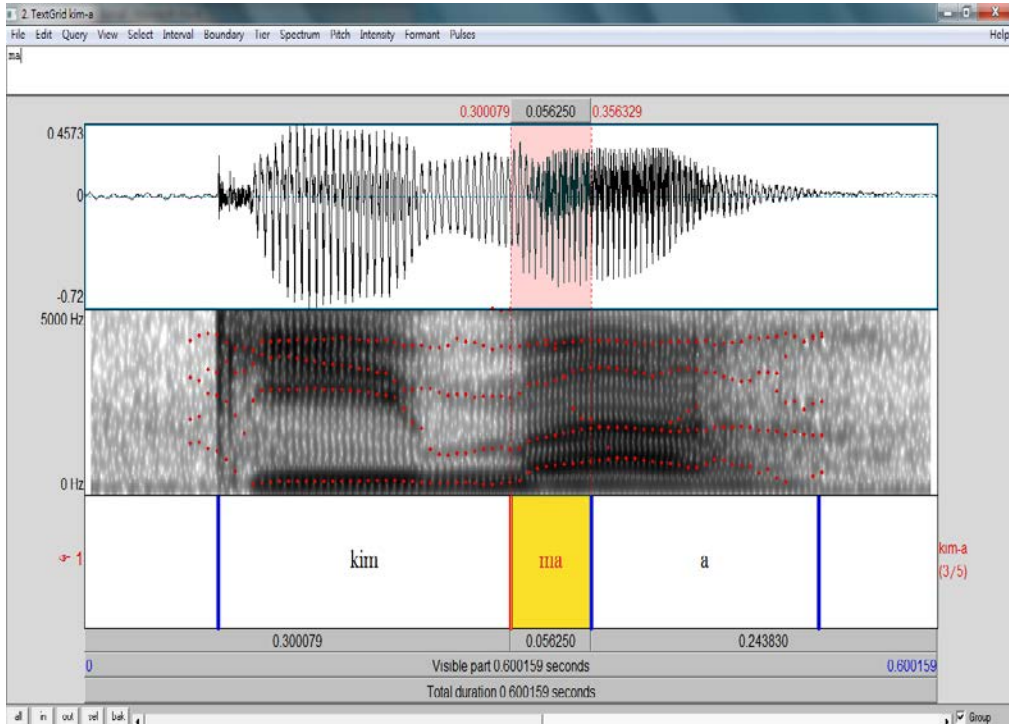 2. TextGrid kim-a
File Edit Query View Select Interval Boundary Tier Spectrum Pitch Intensity Formant Pulses Help
ma
0.300079 0.056250 0.356329
0.4573
0
-0.72
5000 Hz
0 Hz
1 kim ma a kim-a
(3/5)
0.300079 0.056250 0.243830
0 Visible part 0.600159 seconds 0.600159
Total duration 0.600159 seconds
all in out sel bak Group